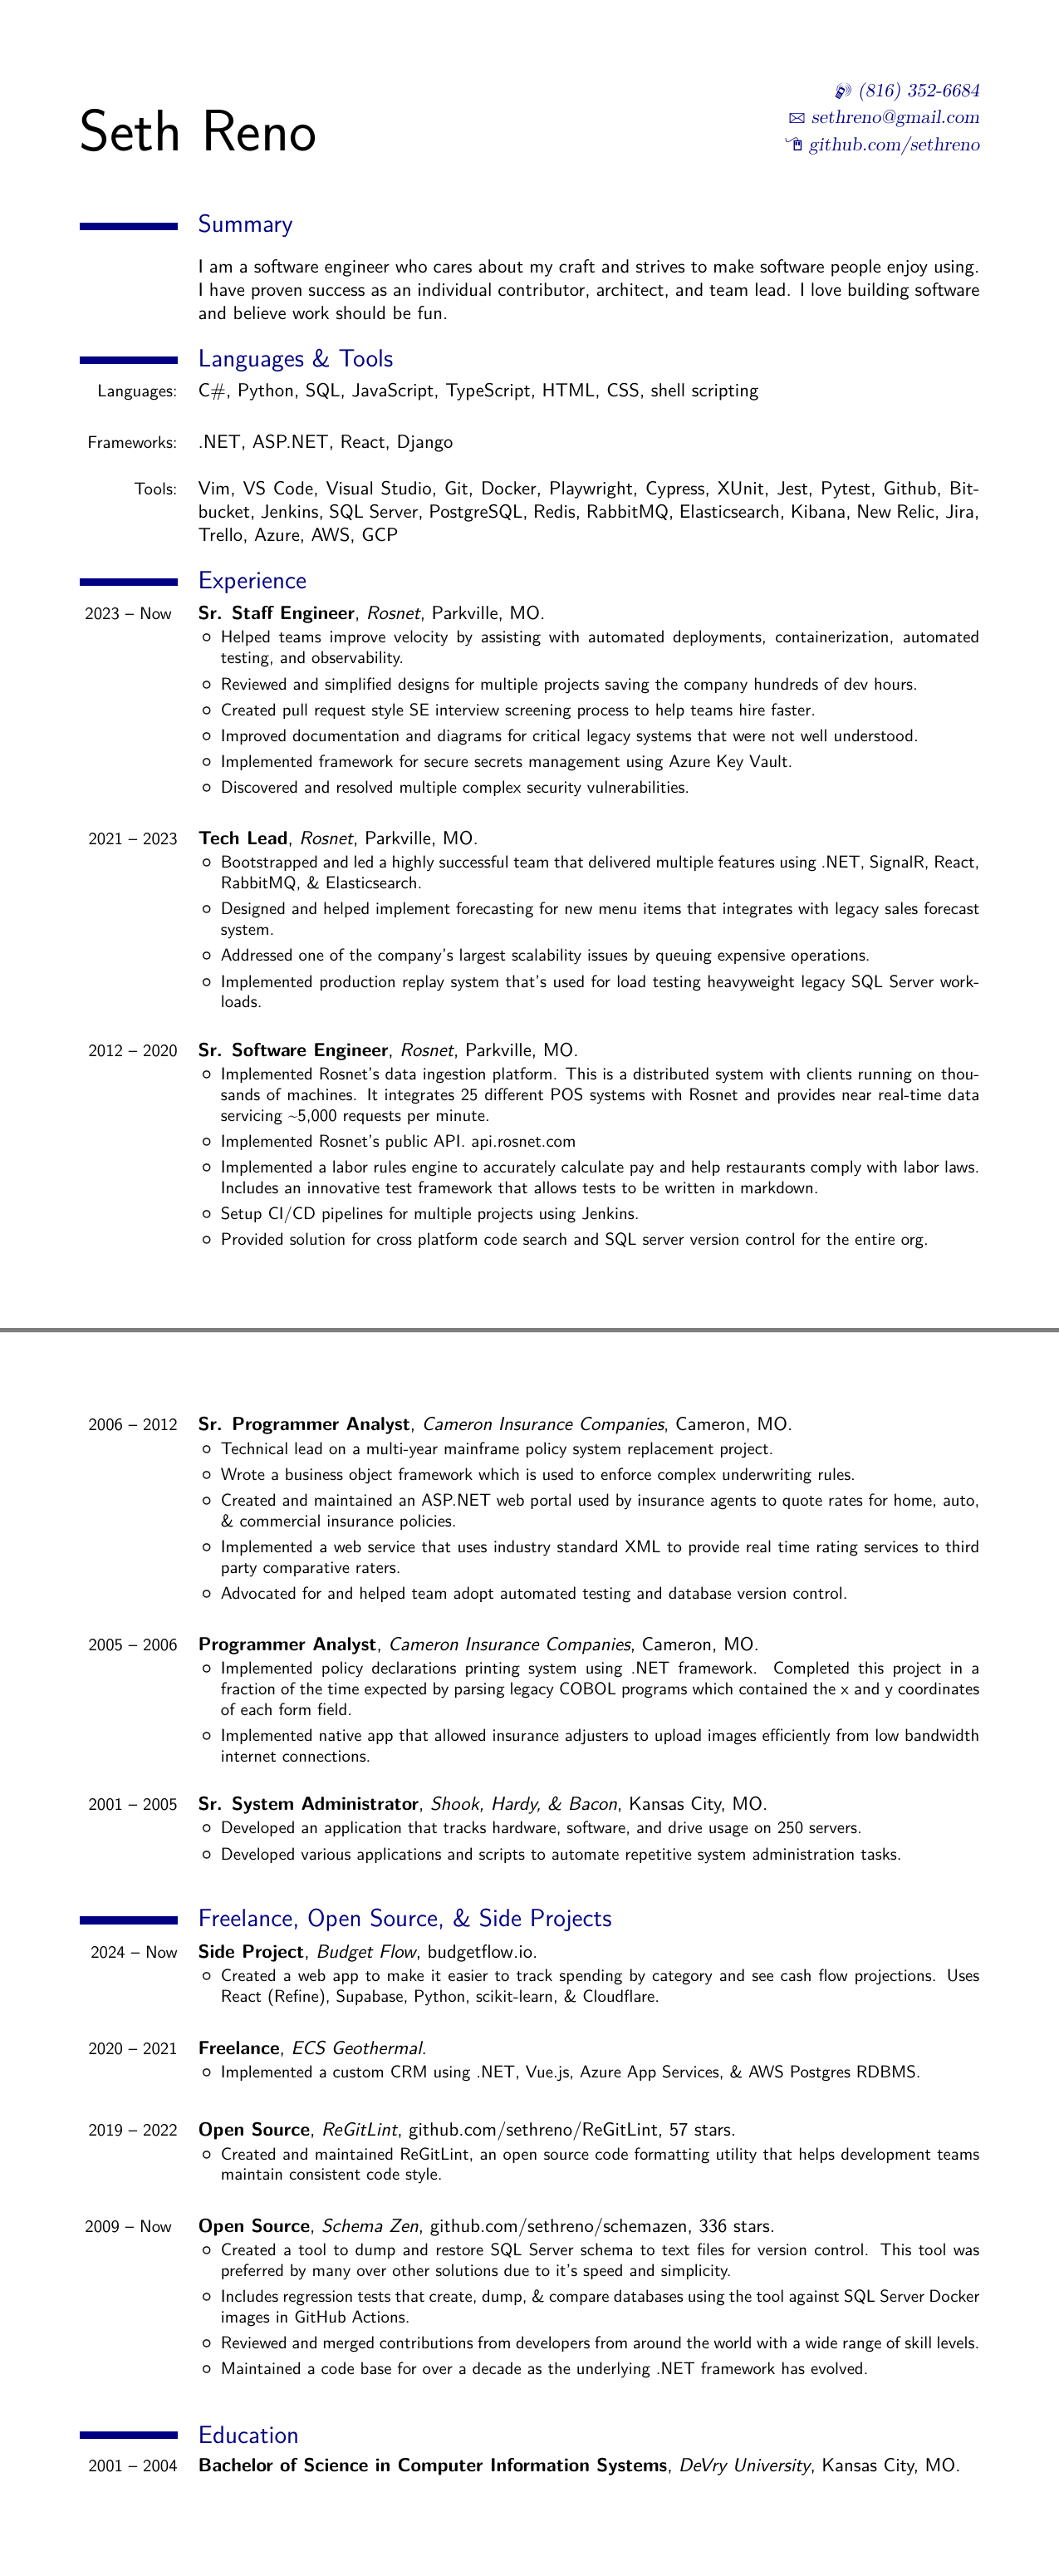 Seth Reno
(816) 352-6684
sethreno@gmail.com
github.com/sethreno
Summary
I am a software engineer who cares about my craft and strives to make software people enjoy using.
I have proven success as an individual contributor, architect, and team lead. I love building software
and believe work should be fun.
Languages & Tools
Languages: C#, Python, SQL, JavaScript, TypeScript, HTML, CSS, shell scripting
Frameworks: .NET, ASP.NET, React, Django
Tools: Vim, VS Code, Visual Studio, Git, Docker, Playwright, Cypress, XUnit, Jest, Pytest, Github, Bit-
bucket, Jenkins, SQL Server, PostgreSQL, Redis, RabbitMQ, Elasticsearch, Kibana, New Relic, Jira,
Trello, Azure, AWS, GCP
Experience
2023 – Now Sr. Staff Engineer, Rosnet, Parkville, MO.
Helped teams improve velocity by assisting with automated deployments, containerization, automated
testing, and observability.
Reviewed and simplified designs for multiple projects saving the company hundreds of dev hours.
Created pull request style SE interview screening process to help teams hire faster.
Improved documentation and diagrams for critical legacy systems that were not well understood.
Implemented framework for secure secrets management using Azure Key Vault.
Discovered and resolved multiple complex security vulnerabilities.
2021 – 2023 Tech Lead, Rosnet, Parkville, MO.
Bootstrapped and led a highly successful team that delivered multiple features using .NET, SignalR, React,
RabbitMQ, & Elasticsearch.
Designed and helped implement forecasting for new menu items that integrates with legacy sales forecast
system.
Addressed one of the company's largest scalability issues by queuing expensive operations.
Implemented production replay system that's used for load testing heavyweight legacy SQL Server work-
loads.
2012 – 2020 Sr. Software Engineer, Rosnet, Parkville, MO.
Implemented Rosnet's data ingestion platform. This is a distributed system with clients running on thou-
sands of machines. It integrates 25 different POS systems with Rosnet and provides near real-time data
servicing ~5,000 requests per minute.
Implemented Rosnet's public API. api.rosnet.com
Implemented a labor rules engine to accurately calculate pay and help restaurants comply with labor laws.
Includes an innovative test framework that allows tests to be written in markdown.
Setup CI/CD pipelines for multiple projects using Jenkins.
Provided solution for cross platform code search and SQL server version control for the entire org.
2006 – 2012 Sr. Programmer Analyst, Cameron Insurance Companies, Cameron, MO.
Technical lead on a multi-year mainframe policy system replacement project.
Wrote a business object framework which is used to enforce complex underwriting rules.
Created and maintained an ASP.NET web portal used by insurance agents to quote rates for home, auto,
& commercial insurance policies.
Implemented a web service that uses industry standard XML to provide real time rating services to third
party comparative raters.
Advocated for and helped team adopt automated testing and database version control.
2005 – 2006 Programmer Analyst, Cameron Insurance Companies, Cameron, MO.
Implemented policy declarations printing system using .NET framework. Completed this project in a
fraction of the time expected by parsing legacy COBOL programs which contained the x and y coordinates
of each form field.
Implemented native app that allowed insurance adjusters to upload images efficiently from low bandwidth
internet connections.
2001 – 2005 Sr. System Administrator, Shook, Hardy, & Bacon, Kansas City, MO.
Developed an application that tracks hardware, software, and drive usage on 250 servers.
Developed various applications and scripts to automate repetitive system administration tasks.
Freelance, Open Source, & Side Projects
2024 – Now Side Project, Budget Flow, budgetflow.io.
Created a web app to make it easier to track spending by category and see cash flow projections. Uses
React (Refine), Supabase, Python, scikit-learn, & Cloudflare.
2020 – 2021 Freelance, ECS Geothermal.
Implemented a custom CRM using .NET, Vue.js, Azure App Services, & AWS Postgres RDBMS.
2019 – 2022 Open Source, ReGitLint, github.com/sethreno/ReGitLint, 57 stars.
Created and maintained ReGitLint, an open source code formatting utility that helps development teams
maintain consistent code style.
2009 – Now Open Source, Schema Zen, github.com/sethreno/schemazen, 336 stars.
Created a tool to dump and restore SQL Server schema to text files for version control. This tool was
preferred by many over other solutions due to it's speed and simplicity.
Includes regression tests that create, dump, & compare databases using the tool against SQL Server Docker
images in GitHub Actions.
Reviewed and merged contributions from developers from around the world with a wide range of skill levels.
Maintained a code base for over a decade as the underlying .NET framework has evolved.
Education
2001 – 2004 Bachelor of Science in Computer Information Systems, DeVry University, Kansas City, MO.